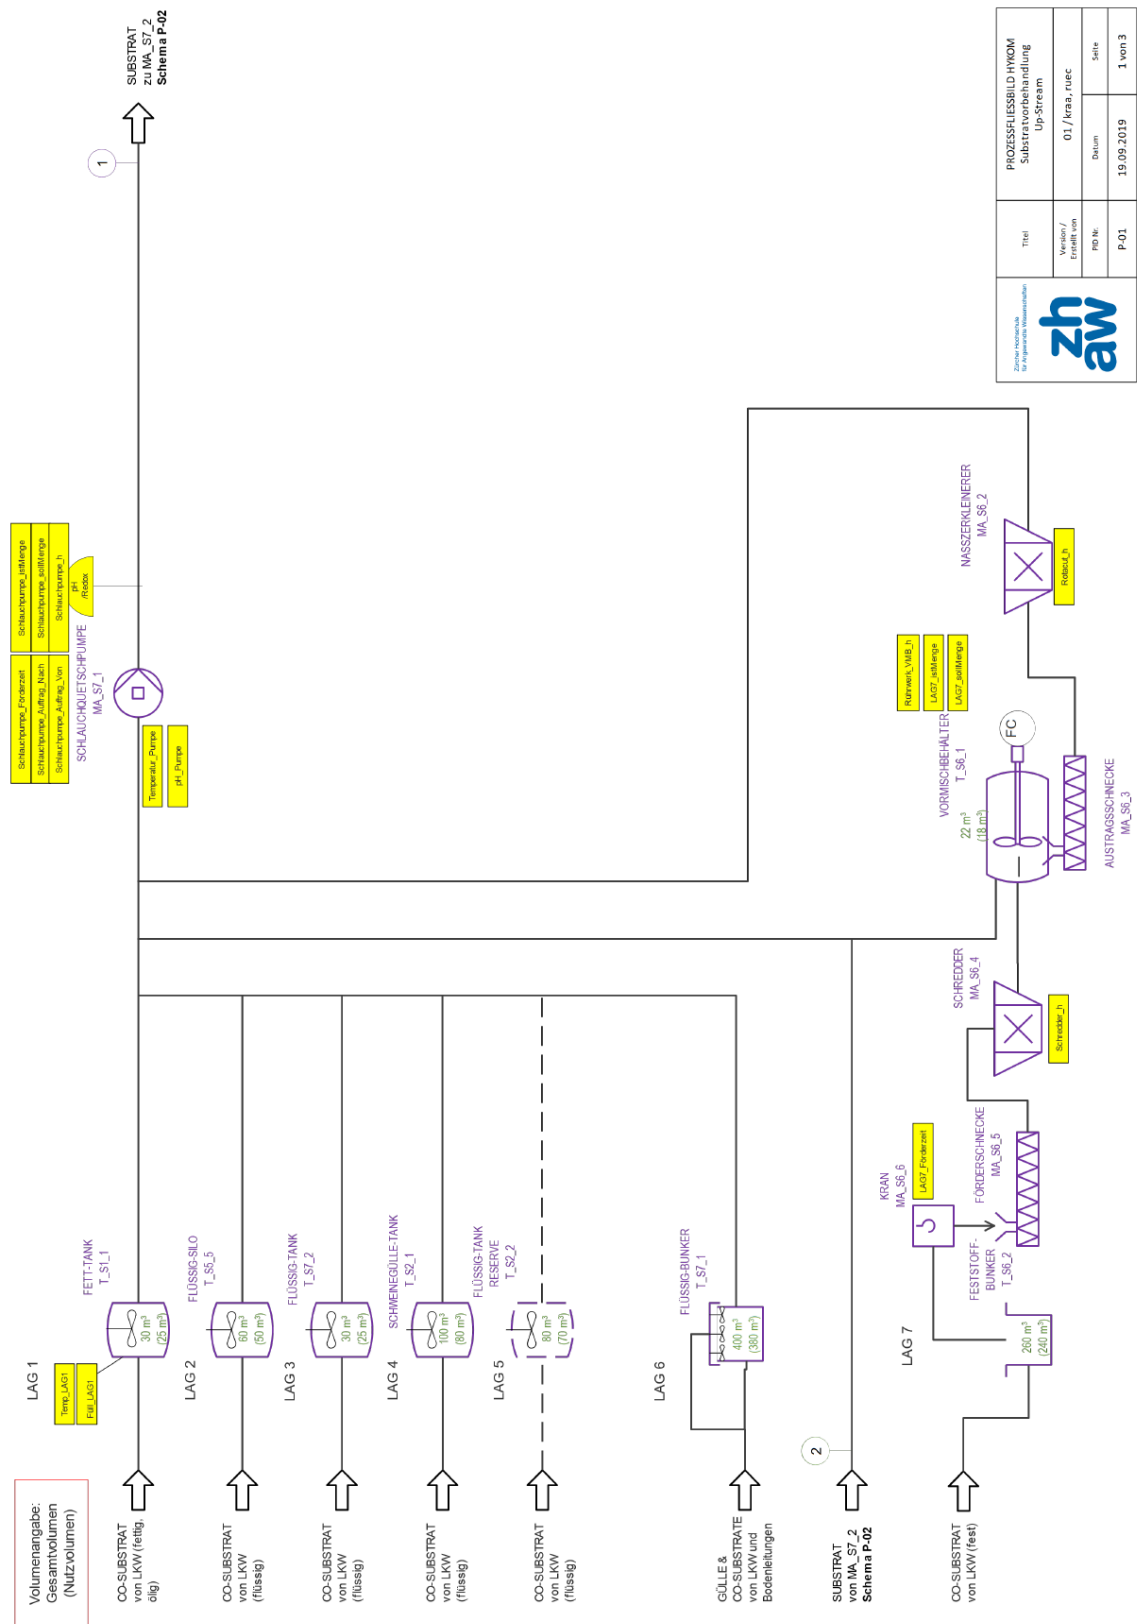 Volumenangabe:
Gesamtvolumen
(Nutzvolumen)
CO-SUBSTRAT
von LKW (fettig,
ölig)
LAG 1
Temp_LAG1
Füll_LAG1
FETT-TANK
T_S1_1
30 m³
(25 m³)
Schlauchpumpe_Förderzeit
Schlauchpumpe_Auftrag_Nach
Schlauchpumpe_Auftrag_Von
Schlauchpumpe_istMenge
Schlauchpumpe_sollMenge
Schlauchpumpe_h
pH
/Redox
SCHLAUCHQUETSCHPUMPE
MA_S7_1
Temperatur_Pumpe
pH_Pumpe
1
SUBSTRAT
zu MA_S7_2
Schema P-02
CO-SUBSTRAT
von LKW
(flüssig)
LAG 2
FLÜSSIG-SILO
T_S5_5
60 m³
(50 m³)
CO-SUBSTRAT
von LKW
(flüssig)
LAG 3
FLÜSSIG-TANK
T_S7_2
30 m³
(25 m³)
CO-SUBSTRAT
von LKW
(flüssig)
LAG 4
SCHWEINEGÜLLE-TANK
T_S2_1
100 m³
(80 m³)
CO-SUBSTRAT
von LKW
(flüssig)
LAG 5
FLÜSSIG-TANK
RESERVE
T_S2_2
80 m³
(70 m³)
GÜLLE &
CO-SUBSTRATE
von LKW und
Bodenleitungen
LAG 6
FLÜSSIG-BUNKER
T_S7_1
400 m³
(380 m³)
SUBSTRAT
von MA_S7_2
Schema P-02
2
CO-SUBSTRAT
von LKW (fest)
LAG 7
260 m³
(240 m³)
FESTSTOFF-
BUNKER
T_S6_2
KRAN
MA_S6_6
LAG7_Förderzeit
FÖRDERSCHNECKE
MA_S6_5
SCHREDDER
MA_S6_4
Schredder_h
VORMISCHBEHÄLTER
T_S6_1
22 m³
(18 m³)
Rührwerk_VMB_h
LAG7_istMenge
LAG7_sollMenge
FC
AUSTRAGSSCHNECKE
MA_S6_3
NASSZERKLEINERER
MA_S6_2
Rotacut_h
Zürcher Hochschule
für Angewandte Wissenschaften
zh
aw
Titel
PROZESSFLIESSBILD HYKOM
Substratvorbehandlung
Up-Stream
Version /
Erstellt von
01 / kraa, ruec
PID Nr.
Datum
Seite
P-01
19.09.2019
1 von 3